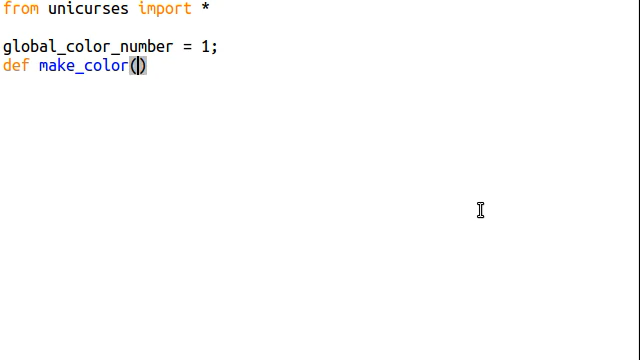 from unicurses import *
global_color_number = 1;
def make_color()